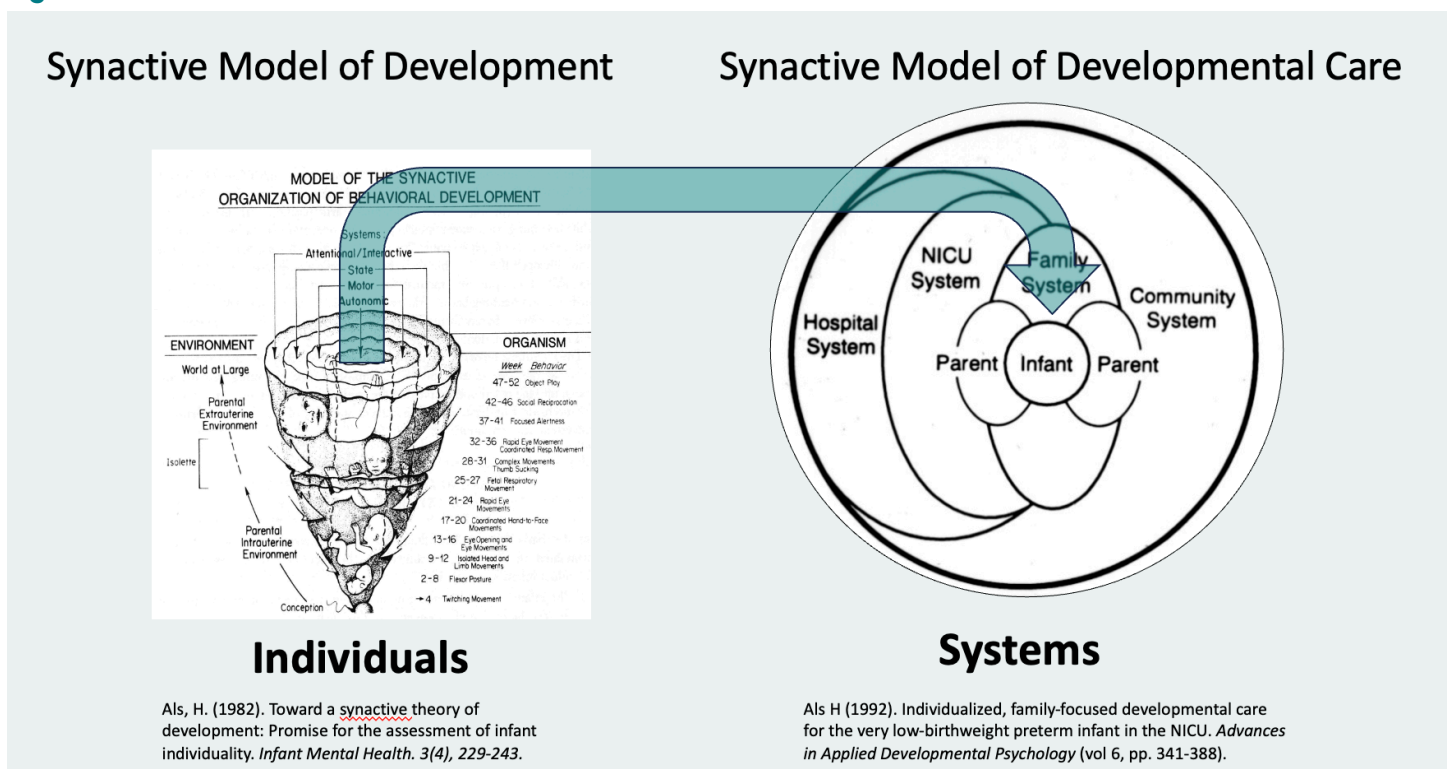 Synactive Model of Development
Synactive Model of Developmental Care
MODEL OF THE SYNACTIVE
ORGANIZATION OF BEHAVIORAL DEVELOPMENT
Systems:
Attentional/Interactive
State
Motor
Autonomic
ENVIRONMENT
World at Large
Parental
Extrauterine
Environment
Isolette
Parental
Intrauterine
Environment
Conception
ORGANISM
Week Behavior
47-52 Object Play
42-46 Social Reciprocation
37-41 Focused Alertness
32-36 Rapid Eye Movement
Coordinated Resp. Movement
28-31 Complex Movements
Thumb Sucking
25-27 Fetal Respiratory
Movement
21-24 Rapid Eye
Movements
17-20 Coordinated Hand-to-Face
Movements
13-16 Eye Opening and
Eye Movements
9-12 Isolated Head and
Limb Movements
2-8 Flexor Posture
→4 Twitching Movement
Hospital
System
NICU
System
Family
System
Community
System
Parent
Infant
Parent
Individuals
Systems
Als, H. (1982). Toward a synactive theory of
development: Promise for the assessment of infant
individuality. Infant Mental Health. 3(4), 229-243.
Als H (1992). Individualized, family-focused developmental care
for the very low-birthweight preterm infant in the NICU. Advances
in Applied Developmental Psychology (vol 6, pp. 341-388).